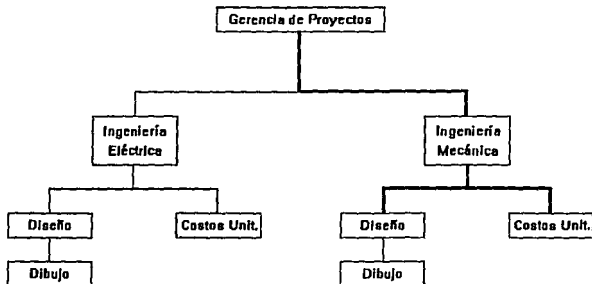 Gerencia de Proyectos
Ingeniería
Eléctrica
Ingeniería
Mecánica
Diseño
Costos Unit.
Diseño
Costos Unit.
Dibujo
Dibujo